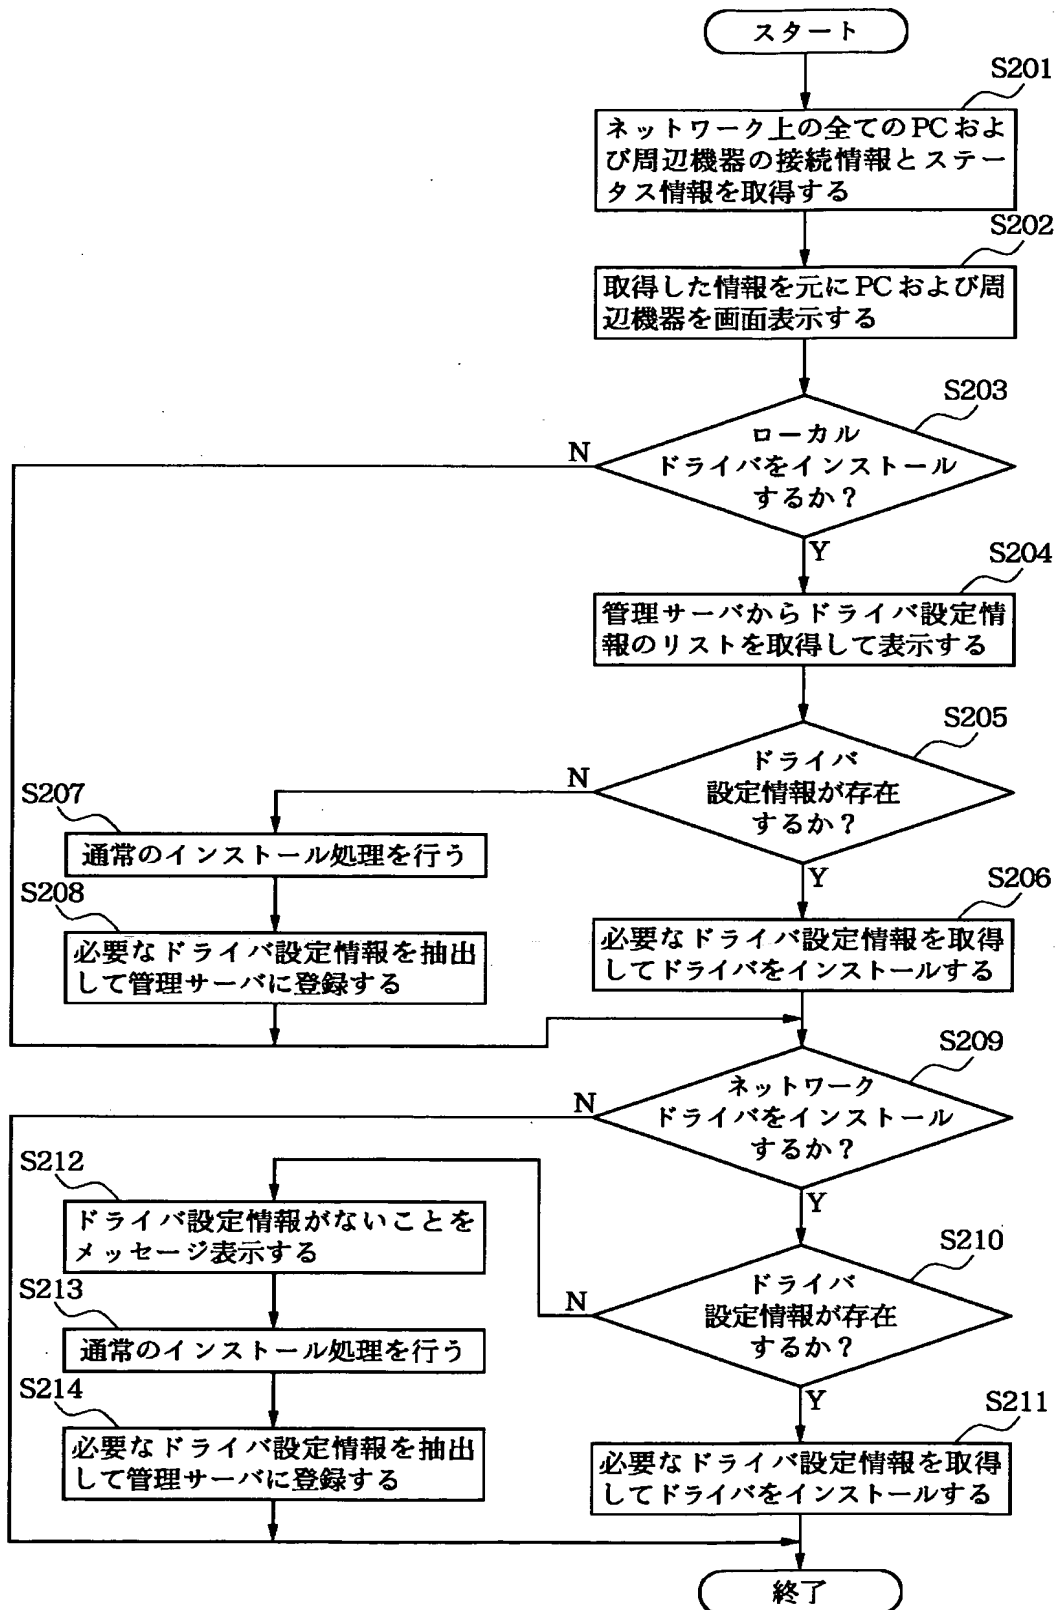 スタート
S201
ネットワーク上の全てのPCおよ
び周辺機器の接続情報とステー
タス情報を取得する
S202
取得した情報を元にPCおよび周
辺機器を画面表示する
S203
ローカル
ドライバをインストール
するか？
N
Y
S204
管理サーバからドライバ設定情
報のリストを取得して表示する
S205
ドライバ
設定情報が存在
するか？
N
Y
S207
通常のインストール処理を行う
S208
必要なドライバ設定情報を抽出
して管理サーバに登録する
S206
必要なドライバ設定情報を取得
してドライバをインストールする
S209
ネットワーク
ドライバをインストール
するか？
N
Y
S212
ドライバ設定情報がないことを
メッセージ表示する
S210
ドライバ
設定情報が存在
するか？
N
Y
S213
通常のインストール処理を行う
S214
必要なドライバ設定情報を抽出
して管理サーバに登録する
S211
必要なドライバ設定情報を取得
してドライバをインストールする
終了